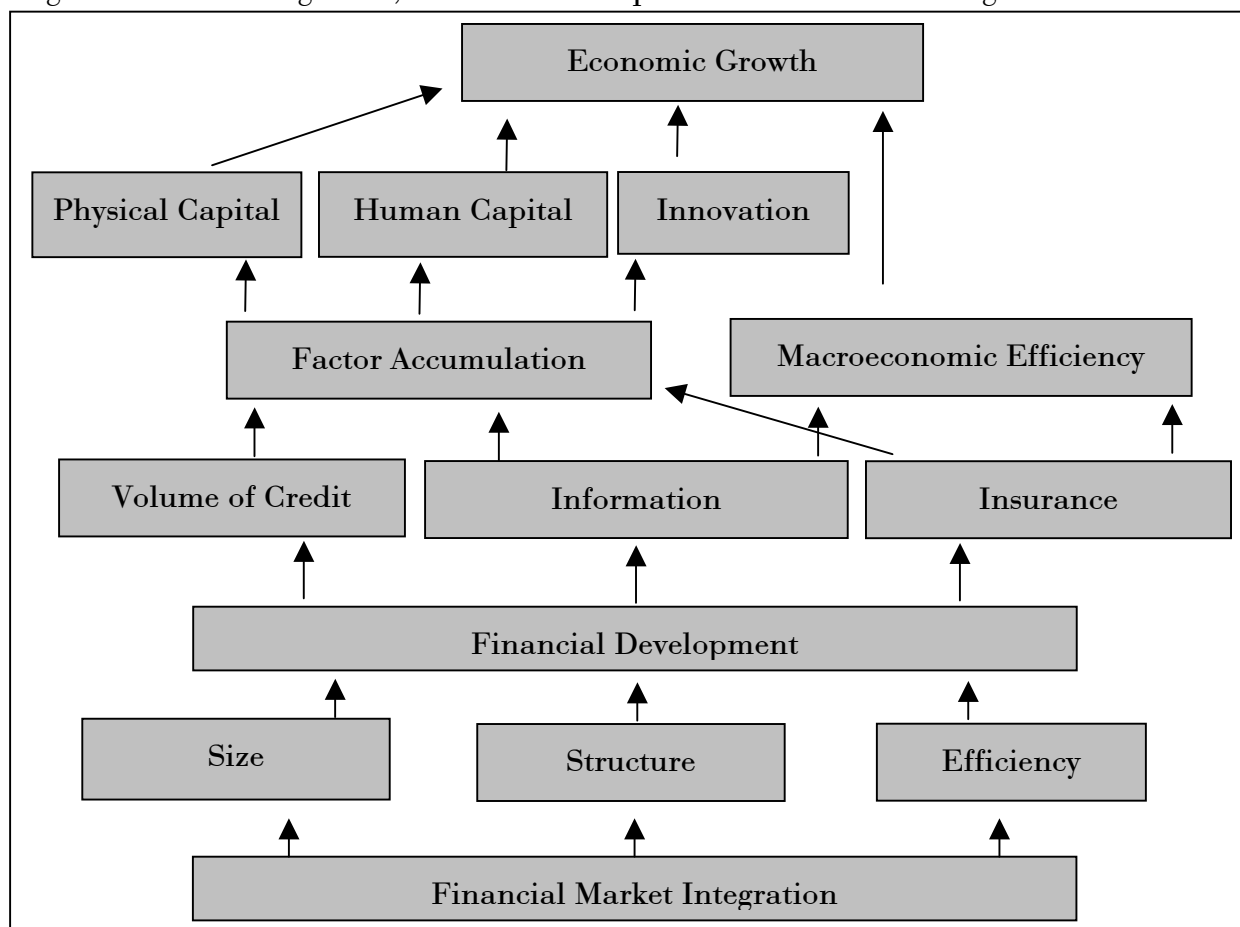 Economic Growth
Physical Capital
Human Capital
Innovation
Factor Accumulation
Macroeconomic Efficiency
Volume of Credit
Information
Insurance
Financial Development
Size
Structure
Efficiency
Financial Market Integration